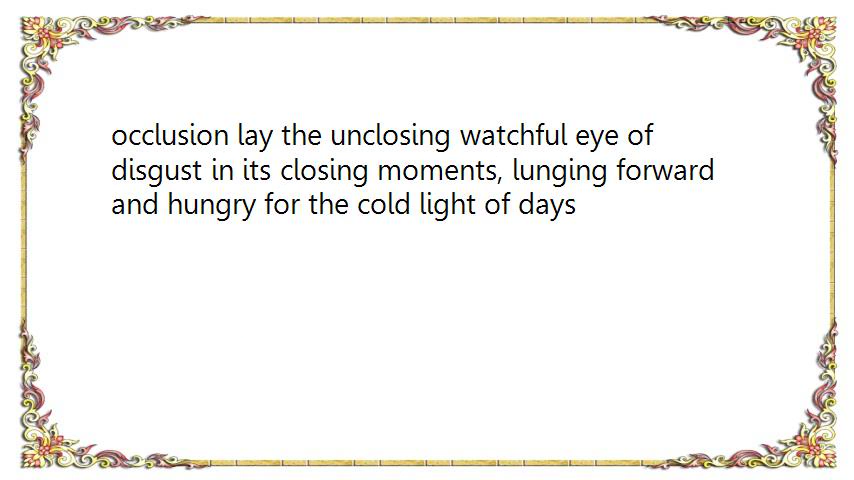 occlusion lay the unclosing watchful eye of
disgust in its closing moments, lunging forward
and hungry for the cold light of days